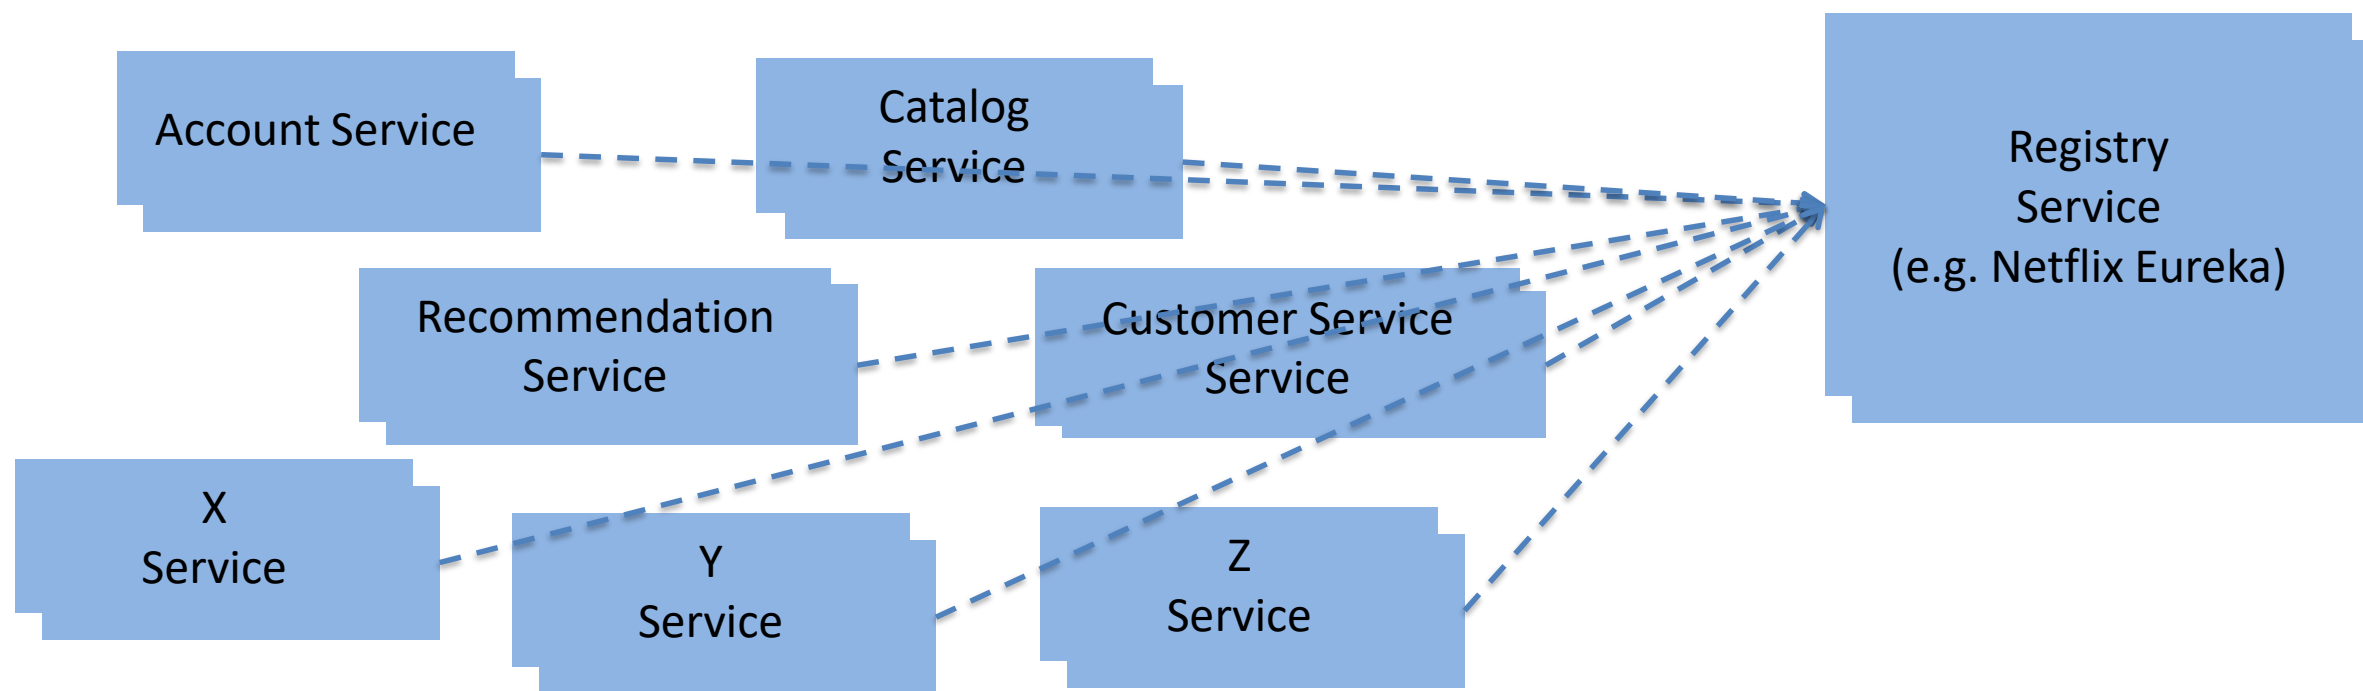 Account Service
Catalog
Service
Registry
Service
(e.g. Netflix Eureka)
Recommendation
Service
Customer Service
Service
X
Service
Y
Service
Z
Service